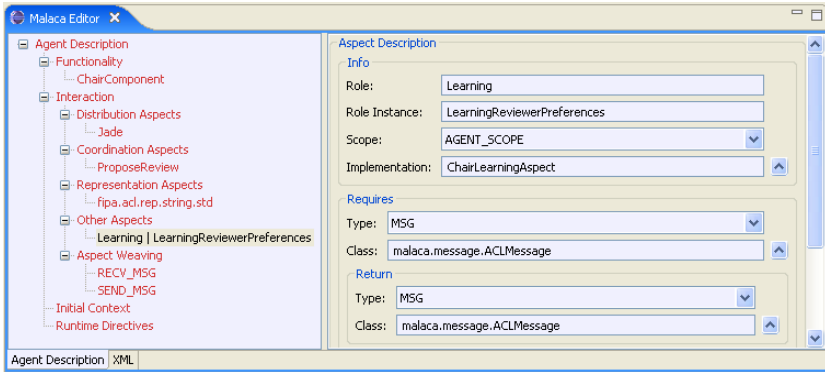 Malaca Editor
Agent Description
Functionality
ChairComponent
Interaction
Distribution Aspects
Jade
Coordination Aspects
ProposeReview
Representation Aspects
fipa.acl.rep.string.std
Other Aspects
Learning | LearningReviewerPreferences
Aspect Weaving
RECV_MSG
SEND_MSG
Initial Context
Runtime Directives
Aspect Description
Info
Role: Learning
Role Instance: LearningReviewerPreferences
Scope: AGENT_SCOPE
Implementation: ChairLearningAspect
Requires
Type: MSG
Class: malaca.message.ACLMessage
Return
Type: MSG
Class: malaca.message.ACLMessage
Agent Description XML